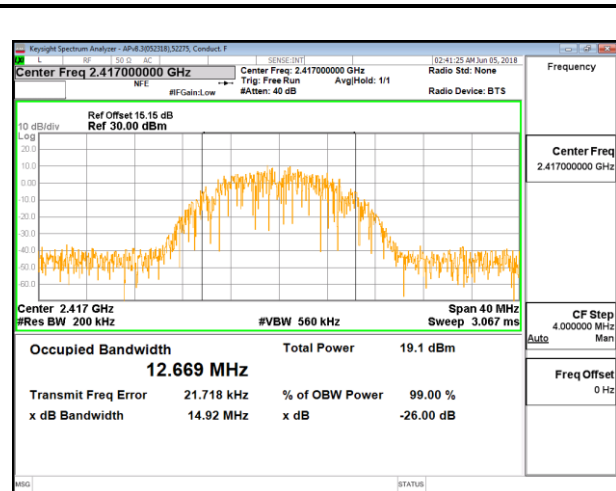 Keysight Spectrum Analyzer - APv8.3(052318),52275, Conduct. F
L RF 50 Ω AC SENSE:INT 02:41:25 AM Jun 05, 2018
Center Freq 2.417000000 GHz
NFE
#IFGain:Low
Center Freq: 2.417000000 GHz
Trig: Free Run Avg|Hold: 1/1
#Atten: 40 dB
Radio Std: None
Radio Device: BTS
Frequency
Ref Offset 15.15 dB
10 dB/div Ref 30.00 dBm
Log
20.0
10.0
0.00
-10.0
-20.0
-30.0
-40.0
-50.0
-60.0
Center Freq
2.417000000 GHz
Center 2.417 GHz Span 40 MHz
#Res BW 200 kHz #VBW 560 kHz Sweep 3.067 ms
CF Step
4.000000 MHz
Auto Man
Occupied Bandwidth Total Power 19.1 dBm
12.669 MHz
Transmit Freq Error 21.718 kHz % of OBW Power 99.00 %
x dB Bandwidth 14.92 MHz x dB -26.00 dB
Freq Offset
0 Hz
MSG STATUS